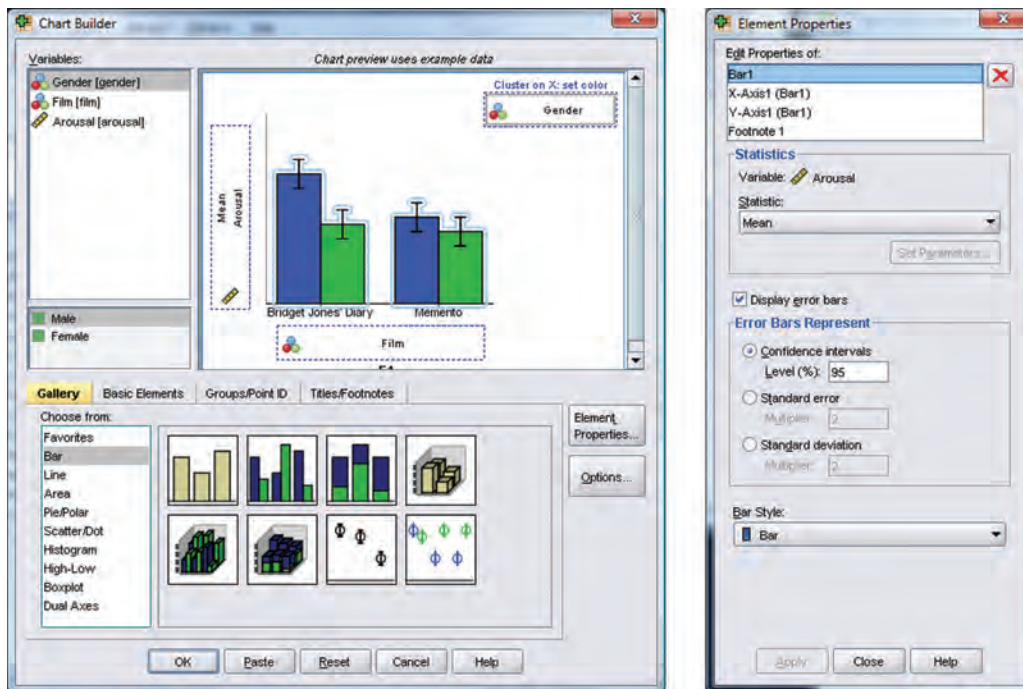 Chart Builder
Variables:
Gender [gender]
Film [film]
Arousal [arousal]
Male
Female
Chart preview uses example data
Cluster on X: set color
Gender
Mean
Arousal
Bridget Jones' Diary Memento
Film
Gallery Basic Elements Groups/Point ID Titles/Footnotes
Choose from:
Favorites
Bar
Line
Area
Pie/Polar
Scatter/Dot
Histogram
High-Low
Boxplot
Dual Axes
Element
Properties...
Options...
OK Paste Reset Cancel Help
Element Properties
Edit Properties of:
Bar1
X-Axis1 (Bar1)
Y-Axis1 (Bar1)
Footnote 1
Statistics
Variable: Arousal
Statistic:
Mean
Set Parameters...
Display error bars
Error Bars Represent
Confidence intervals
Level (%): 95
Standard error
Multiplier: 2
Standard deviation
Multiplier: 2
Bar Style:
Bar
Apply Close Help